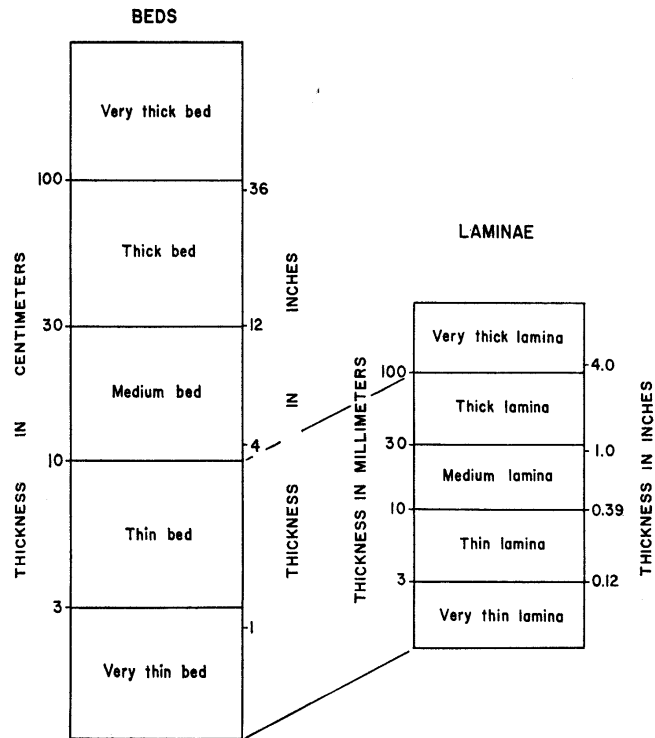 BEDS
Very thick bed
100
36
Thick bed
30
12
Medium bed
4
10
Thin bed
3
1
Very thin bed
THICKNESS IN CENTIMETERS
THICKNESS IN INCHES
LAMINAE
Very thick lamina
100
4.0
Thick lamina
30
1.0
Medium lamina
10
0.39
Thin lamina
3
0.12
Very thin lamina
THICKNESS IN MILLIMETERS
THICKNESS IN INCHES